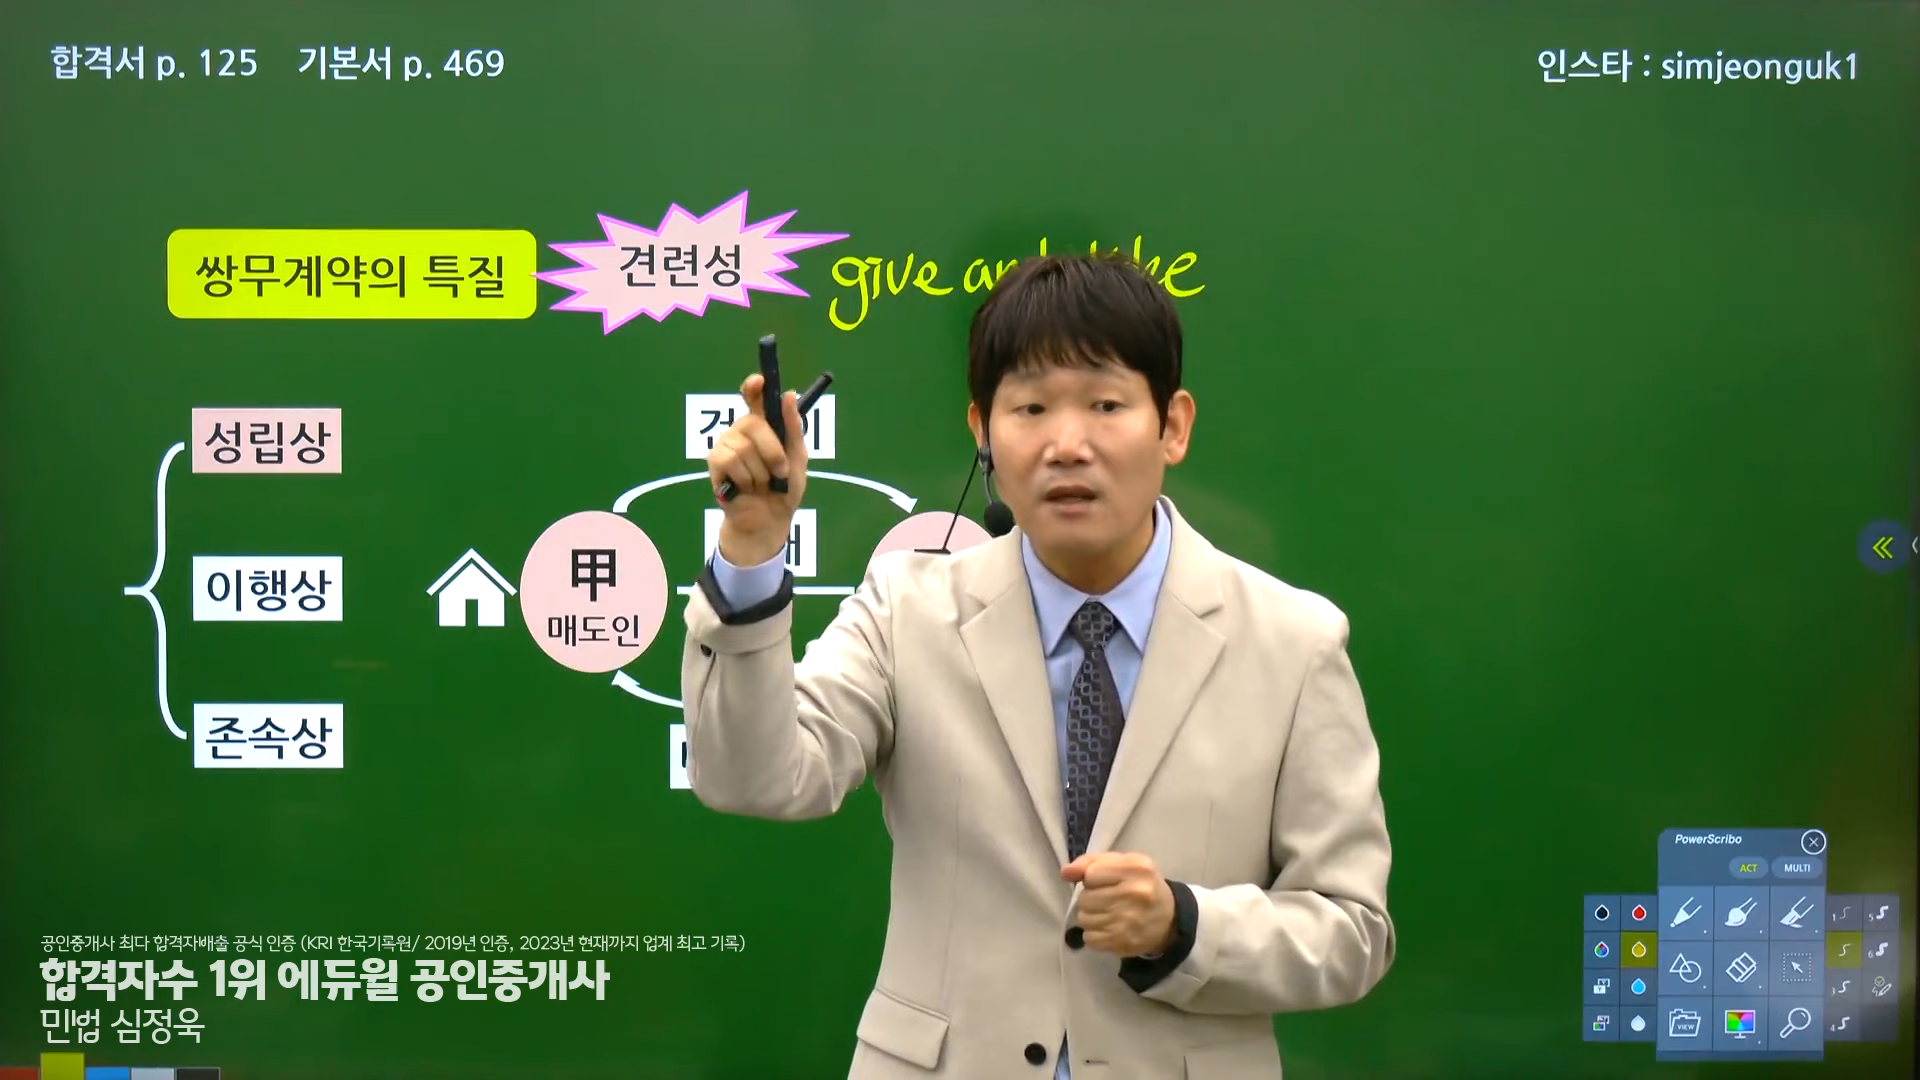 합격서 p. 125 기본서 p. 469
인스타 : simjeonguk1
쌍무계약의 특질
견련성
give
성립상
이행상
존속상
甲
매도인
PowerScribo
ACT
MULTI
VIEW
공인중개사 최다 합격자배출 공식 인증 (KRI 한국기록원/ 2019년 인증, 2023년 현재까지 업계 최고 기록)
합격자수 1위 에듀윌 공인중개사
민법 심정욱